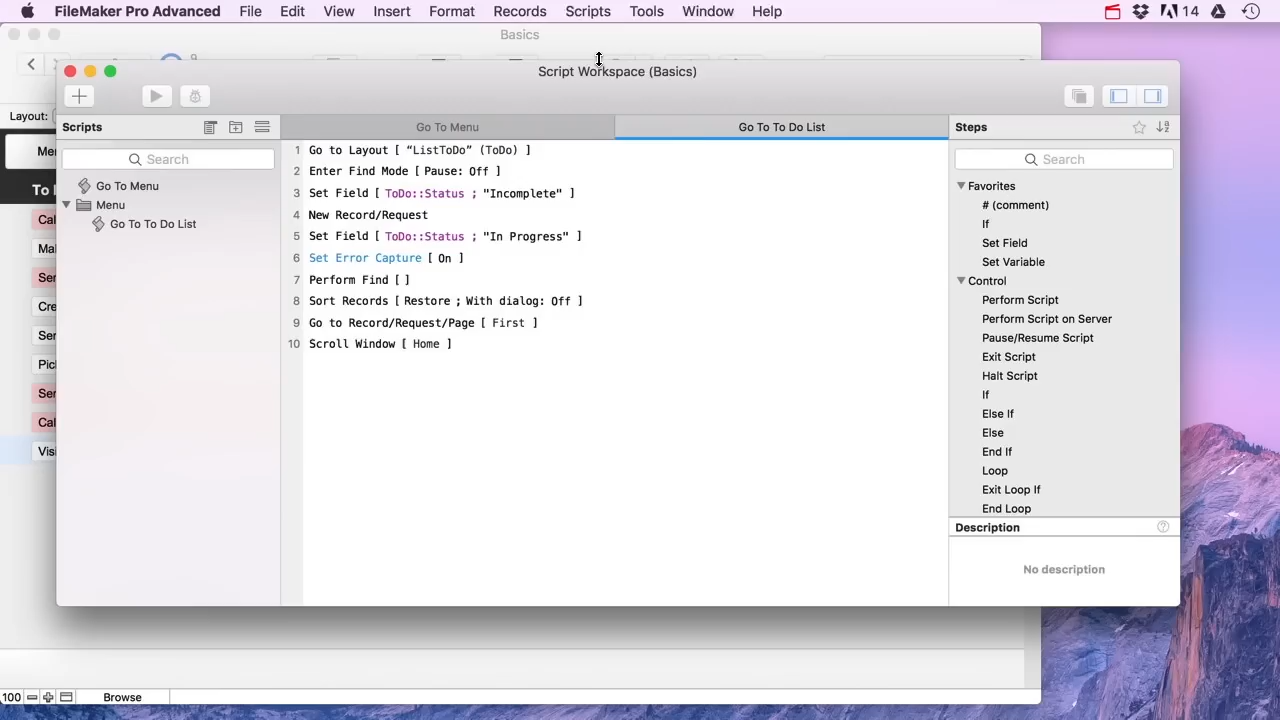 FileMaker Pro Advanced File Edit View Insert Format Records Scripts Tools Window Help 14
Basics
Script Workspace (Basics)
Layout:
Scripts
Go To Menu
Go To To Do List
Steps
Search
Search
Go To Menu
Menu
Go To To Do List
1 Go to Layout [ “ListToDo” (ToDo) ]
2 Enter Find Mode [ Pause: Off ]
3 Set Field [ ToDo::Status ; "Incomplete" ]
4 New Record/Request
5 Set Field [ ToDo::Status ; "In Progress" ]
6 Set Error Capture [ On ]
7 Perform Find [ ]
8 Sort Records [ Restore ; With dialog: Off ]
9 Go to Record/Request/Page [ First ]
10 Scroll Window [ Home ]
Favorites
# (comment)
If
Set Field
Set Variable
Control
Perform Script
Perform Script on Server
Pause/Resume Script
Exit Script
Halt Script
If
Else If
Else
End If
Loop
Exit Loop If
End Loop
Description
No description
100 Browse